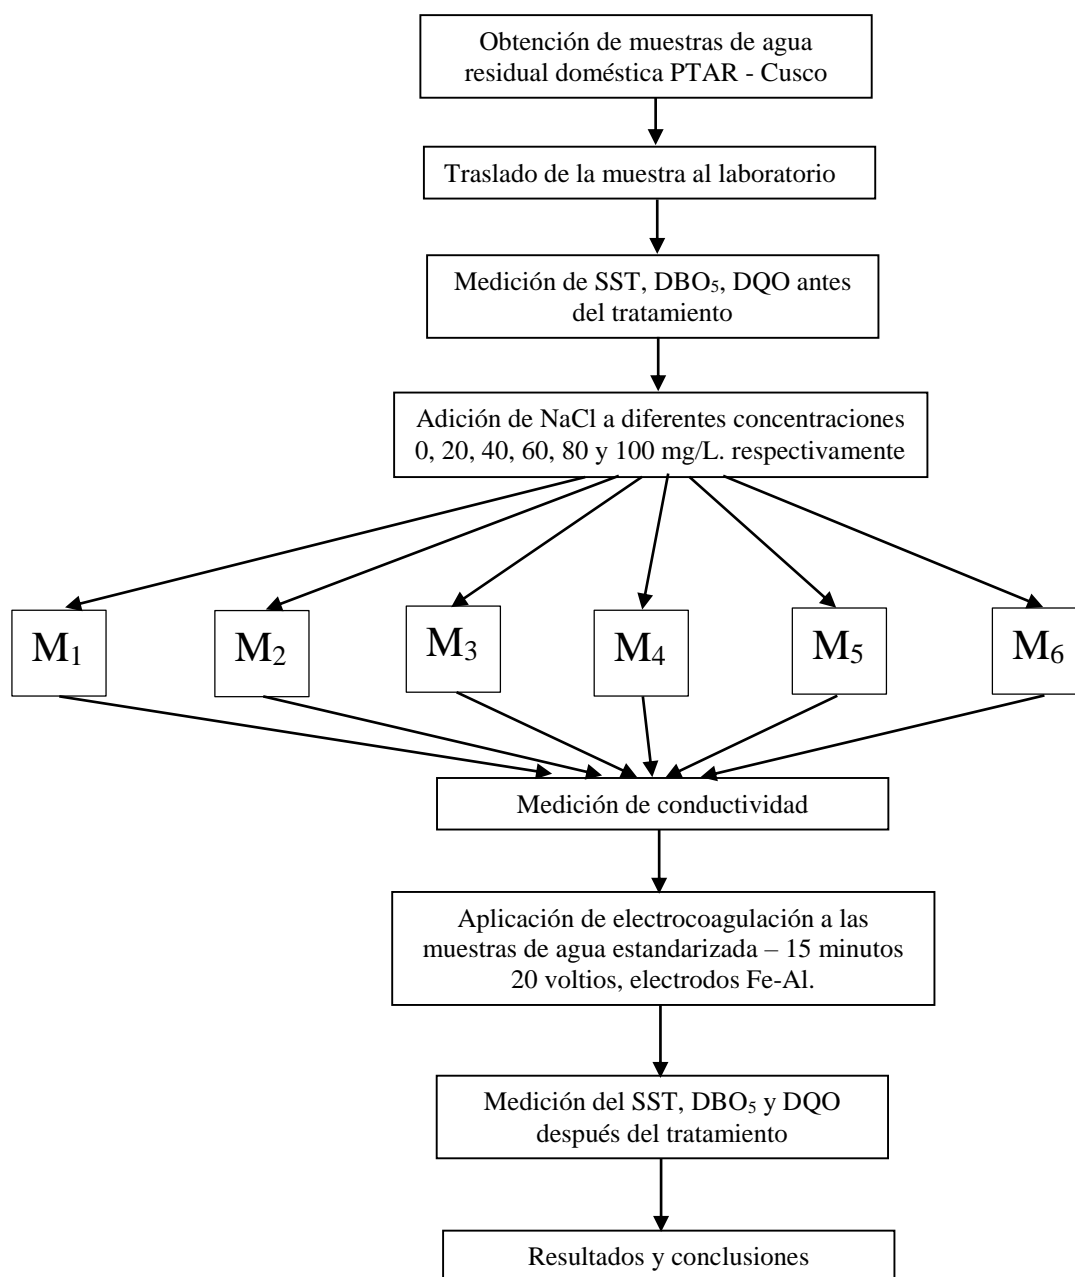 Obtención de muestras de agua
residual doméstica PTAR - Cusco
Traslado de la muestra al laboratorio
Medición de SST, DBO₅, DQO antes
del tratamiento
Adición de NaCl a diferentes concentraciones
0, 20, 40, 60, 80 y 100 mg/L. respectivamente
M₁
M₂
M₃
M₄
M₅
M₆
Medición de conductividad
Aplicación de electrocoagulación a las
muestras de agua estandarizada – 15 minutos
20 voltios, electrodos Fe-Al.
Medición del SST, DBO₅ y DQO
después del tratamiento
Resultados y conclusiones